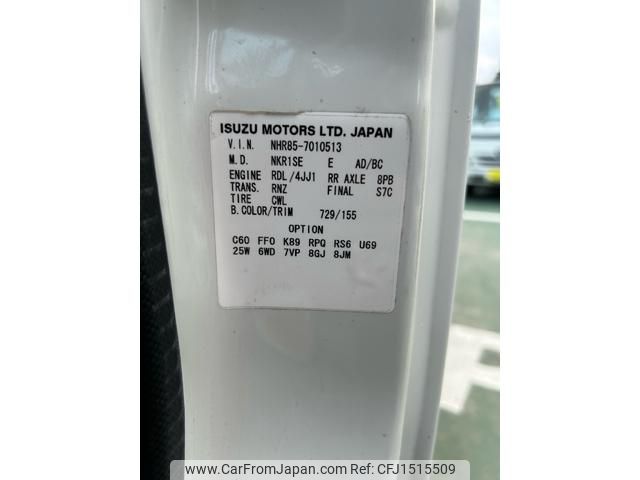 ISUZU MOTORS LTD. JAPAN
V.I.N. NHR85-7010513
M.D. NKR1SE E AD/BC
ENGINE RDL/4JJ1 RR AXLE 8PB
TRANS. RNZ FINAL S7C
TIRE CWL
B.COLOR/TRIM 729/155
OPTION
C60 FF0 K89 RPQ RS6 U69
25W 6WD 7VP 8GJ 8JM
www.CarFromJapan.com | ©CarFromJapan | CFJ1515509